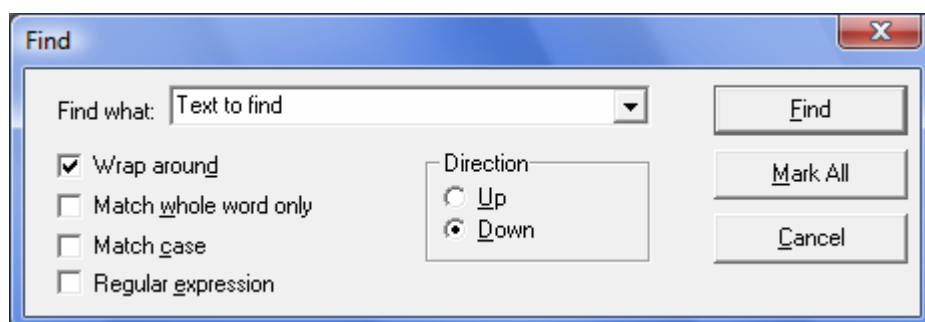 Find
Find what: Text to find
Find
Wrap around
Match whole word only
Match case
Regular expression
Direction
Up
Down
Mark All
Cancel